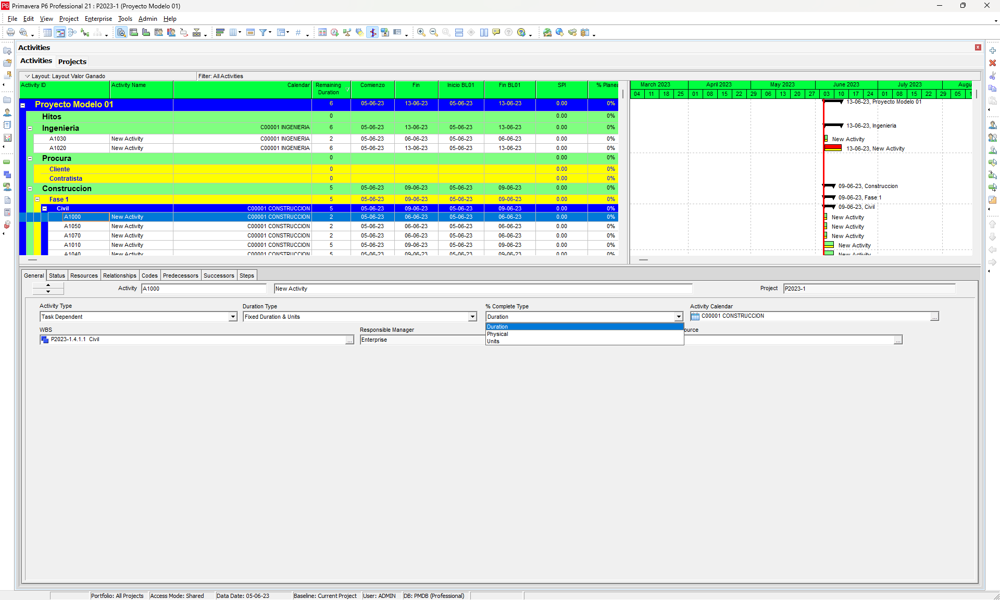 P6 Primavera P6 Professional 21 : P2023-1 (Proyecto Modelo 01)
File Edit View Project Enterprise Tools Admin Help
Activities
Activities Projects
Layout: Layout Valor Ganado Filter: All Activities
Activity ID Activity Name Calendar Remaining Duration Comienzo Fin Inicio BL01 Fin BL01 SPI % Planea
March 2023 April 2023 May 2023 June 2023 July 2023 Augu
04 11 18 25 01 08 15 22 29 06 13 20 27 03 10 17 24 01 08 15 22 29 05 1
Proyecto Modelo 01 6 05-06-23 13-06-23 05-06-23 13-06-23 0.00 0% 13-06-23, Proyecto Modelo 01
Hitos 0 0.00 0%
Ingenieria C00001 INGENIERIA 6 05-06-23 13-06-23 05-06-23 13-06-23 0.00 0% 13-06-23, Ingenieria
A1030 New Activity C00001 INGENIERIA 2 05-06-23 06-06-23 05-06-23 06-06-23 0.00 0% New Activity
A1020 New Activity C00001 INGENIERIA 6 05-06-23 13-06-23 05-06-23 13-06-23 0.00 0% 13-06-23, New Activity
Procura 0 0.00 0%
Cliente 0 0.00 0%
Contratista 0 0.00 0%
Construccion 5 05-06-23 09-06-23 05-06-23 09-06-23 0.00 0% 09-06-23, Construccion
Fase 1 5 05-06-23 09-06-23 05-06-23 09-06-23 0.00 0% 09-06-23, Fase 1
Civil C00001 CONSTRUCCION 5 05-06-23 09-06-23 05-06-23 09-06-23 0.00 0% 09-06-23, Civil
A1000 New Activity C00001 CONSTRUCCION 2 05-06-23 06-06-23 05-06-23 06-06-23 0.00 0% New Activity
A1050 New Activity C00001 CONSTRUCCION 2 05-06-23 06-06-23 05-06-23 06-06-23 0.00 0% New Activity
A1070 New Activity C00001 CONSTRUCCION 2 05-06-23 06-06-23 05-06-23 06-06-23 0.00 0% New Activity
A1010 New Activity C00001 CONSTRUCCION 5 05-06-23 09-06-23 05-06-23 09-06-23 0.00 0% New Activity
A1040 New Activity C00001 CONSTRUCCION 5 05-06-23 09-06-23 05-06-23 09-06-23 0.00 0% New Activity
General Status Resources Relationships Codes Predecessors Successors Steps
Activity A1000 New Activity Project P2023-1
Activity Type Duration Type % Complete Type Activity Calendar
Task Dependent Fixed Duration & Units Duration C00001 CONSTRUCCION ...
Duration
WBS Responsible Manager ource
Physical
P2023-1.4.1.1 Civil ... Enterprise Units ...
Portfolio: All Projects Access Mode: Shared Data Date: 05-06-23 Baseline: Current Project User: ADMIN DB: PMDB (Professional)